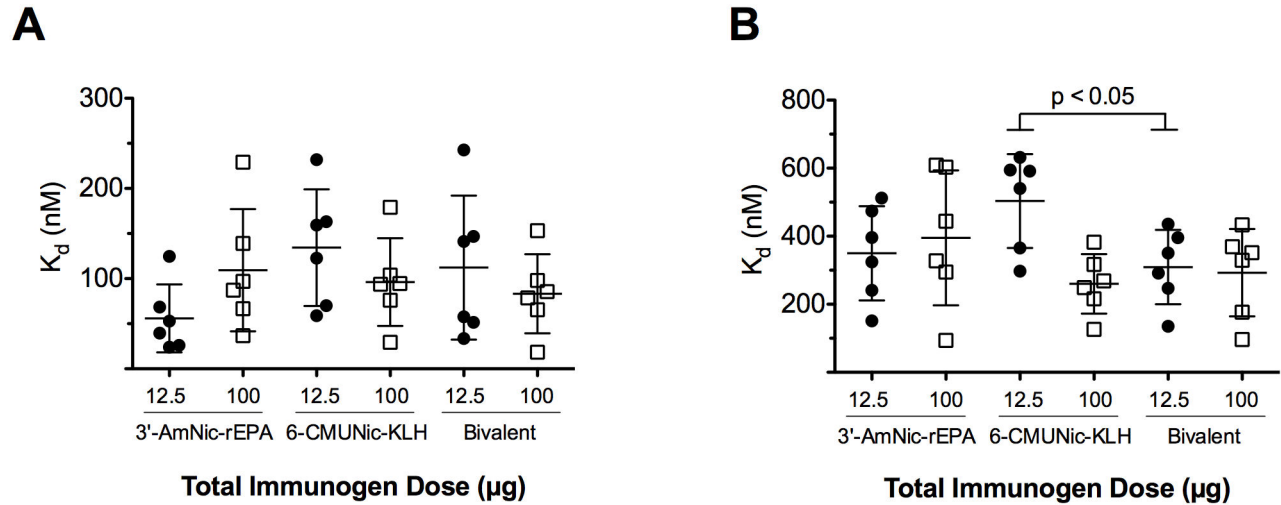 A
300
200
100
K_d (nM)
12.5 100 12.5 100 12.5 100
3'-AmNic-rEPA 6-CMUNic-KLH Bivalent
Total Immunogen Dose (µg)
B
p < 0.05
800
600
400
200
K_d (nM)
12.5 100 12.5 100 12.5 100
3'-AmNic-rEPA 6-CMUNic-KLH Bivalent
Total Immunogen Dose (µg)